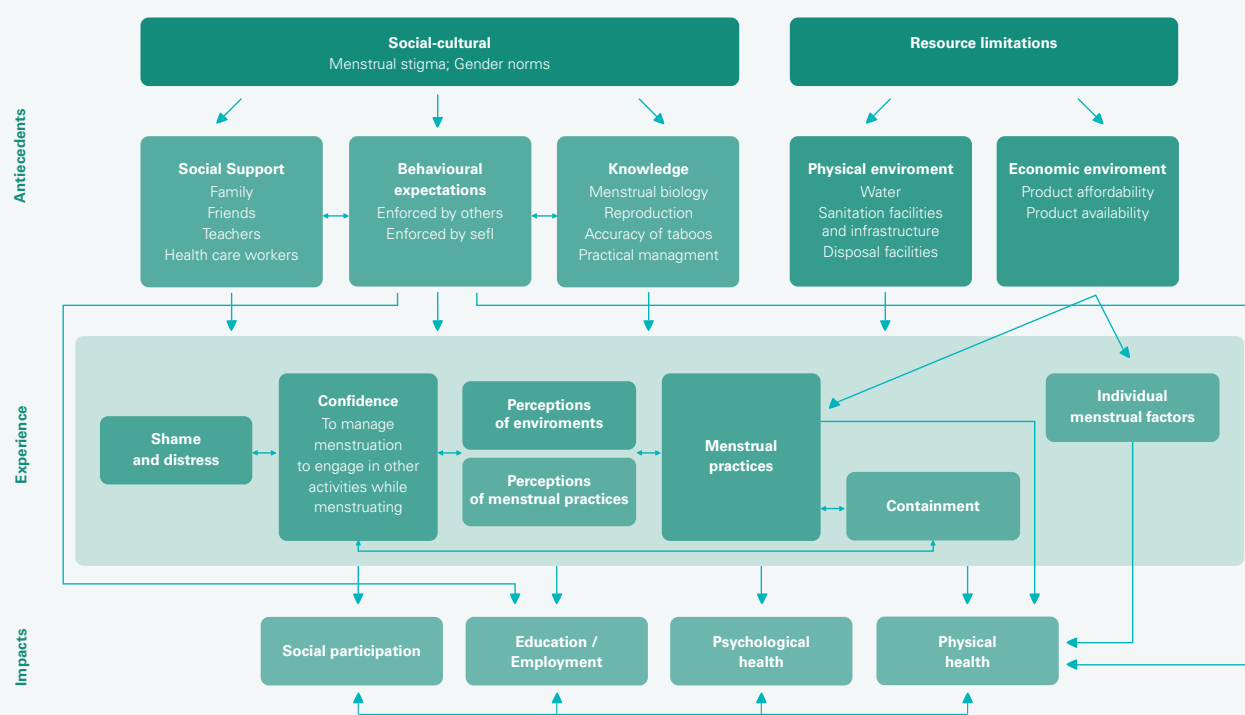 Antiecedents
Social-cultural
Menstrual stigma; Gender norms
Resource limitations
Social Support
Family
Friends
Teachers
Health care workers
Behavioural
expectations
Enforced by others
Enforced by sefl
Knowledge
Menstrual biology
Reproduction
Accuracy of taboos
Practical managment
Physical enviroment
Water
Sanitation facilities
and infrastructure
Disposal facilities
Economic enviroment
Product affordability
Product availability
Experience
Shame
and distress
Confidence
To manage
menstruation
to engage in other
activities while
menstruating
Perceptions
of enviroments
Perceptions
of menstrual practices
Menstrual
practices
Containment
Individual
menstrual factors
Impacts
Social participation
Education /
Employment
Psychological
health
Physical
health